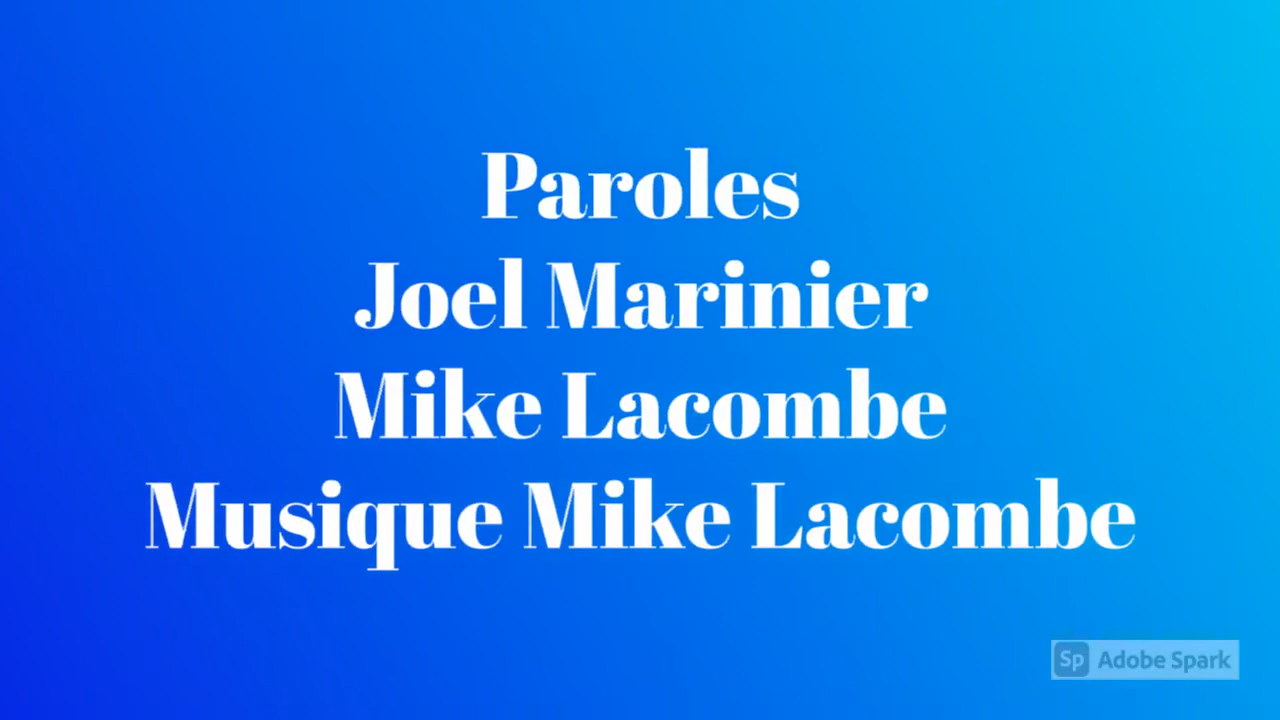 Paroles
Joel Marinier
Mike Lacombe
Musique Mike Lacombe
Sp Adobe Spark